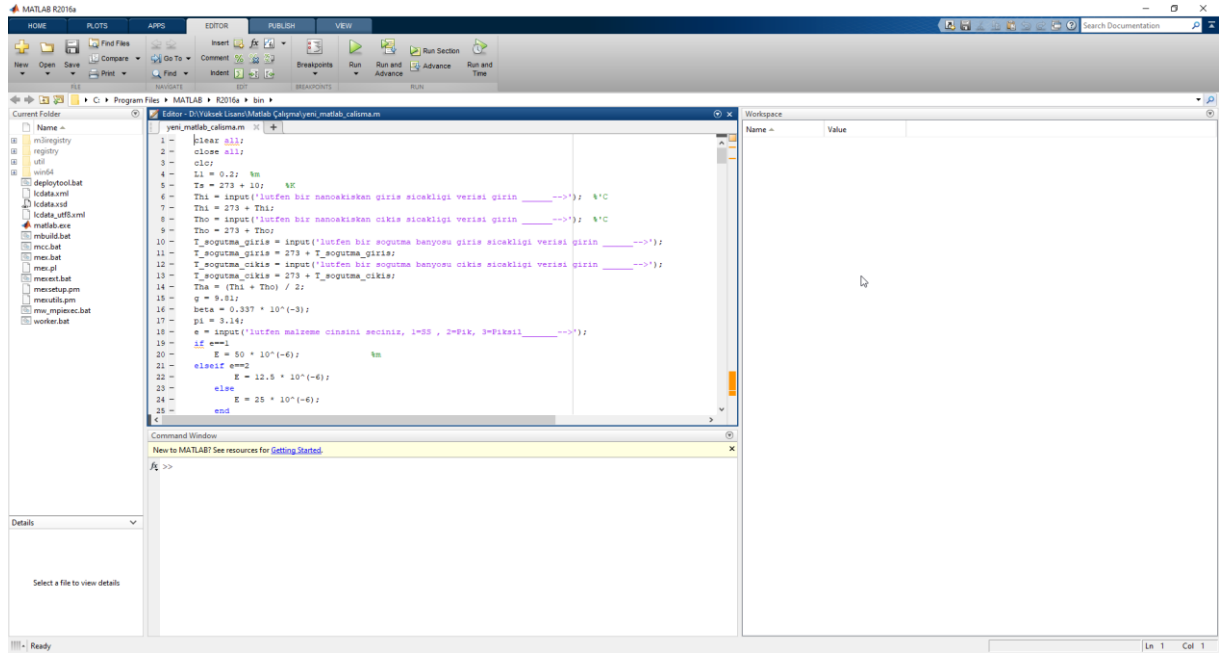 MATLAB R2016a
HOME PLOTS APPS EDITOR PUBLISH VIEW
Search Documentation
New Open Save Find Files Compare Print
Go To Find
Insert fx
Comment %
Indent
Breakpoints Run Run and Advance Run Section Advance Run and Time
FILE NAVIGATE EDIT BREAKPOINTS RUN
C: Program Files MATLAB R2016a bin
Current Folder
Name
m3iregistry
registry
util
win64
deploytool.bat
lcdata.xml
lcdata.xsd
lcdata_utf8.xml
matlab.exe
mbuild.bat
mcc.bat
mex.bat
mex.pl
mexext.bat
mexsetup.pm
mexutils.pm
mw_mpiexec.bat
worker.bat
Details
Select a file to view details
Editor - D:\Yüksek Lisans\Matlab Çalışma\yeni_matlab_calisma.m
yeni_matlab_calisma.m
1 - clear all;
2 - close all;
3 - clc;
4 - L1 = 0.2; %m
5 - Ts = 273 + 10; %K
6 - Thi = input('lutfen bir nanoakiskan giris sicakligi verisi girin ______-->'); %°C
7 - Thi = 273 + Thi;
8 - Tho = input('lutfen bir nanoakiskan cikis sicakligi verisi girin ______-->'); %°C
9 - Tho = 273 + Tho;
10 - T_sogutma_giris = input('lutfen bir sogutma banyosu giris sicakligi verisi girin ______-->');
11 - T_sogutma_giris = 273 + T_sogutma_giris;
12 - T_sogutma_cikis = input('lutfen bir sogutma banyosu cikis sicakligi verisi girin ______-->');
13 - T_sogutma_cikis = 273 + T_sogutma_cikis;
14 - Tha = (Thi + Tho) / 2;
15 - g = 9.81;
16 - beta = 0.337 * 10^(-3);
17 - pi = 3.14;
18 - e = input('lutfen malzeme cinsini seciniz, 1=SS , 2=Pik, 3=Piksil______-->');
19 - if e==1
20 - E = 50 * 10^(-6); %m
21 - elseif e==2
22 - E = 12.5 * 10^(-6);
23 - else
24 - E = 25 * 10^(-6);
25 - end
Command Window
New to MATLAB? See resources for Getting Started.
fx >>
Workspace
Name Value
Ready
Ln 1 Col 1